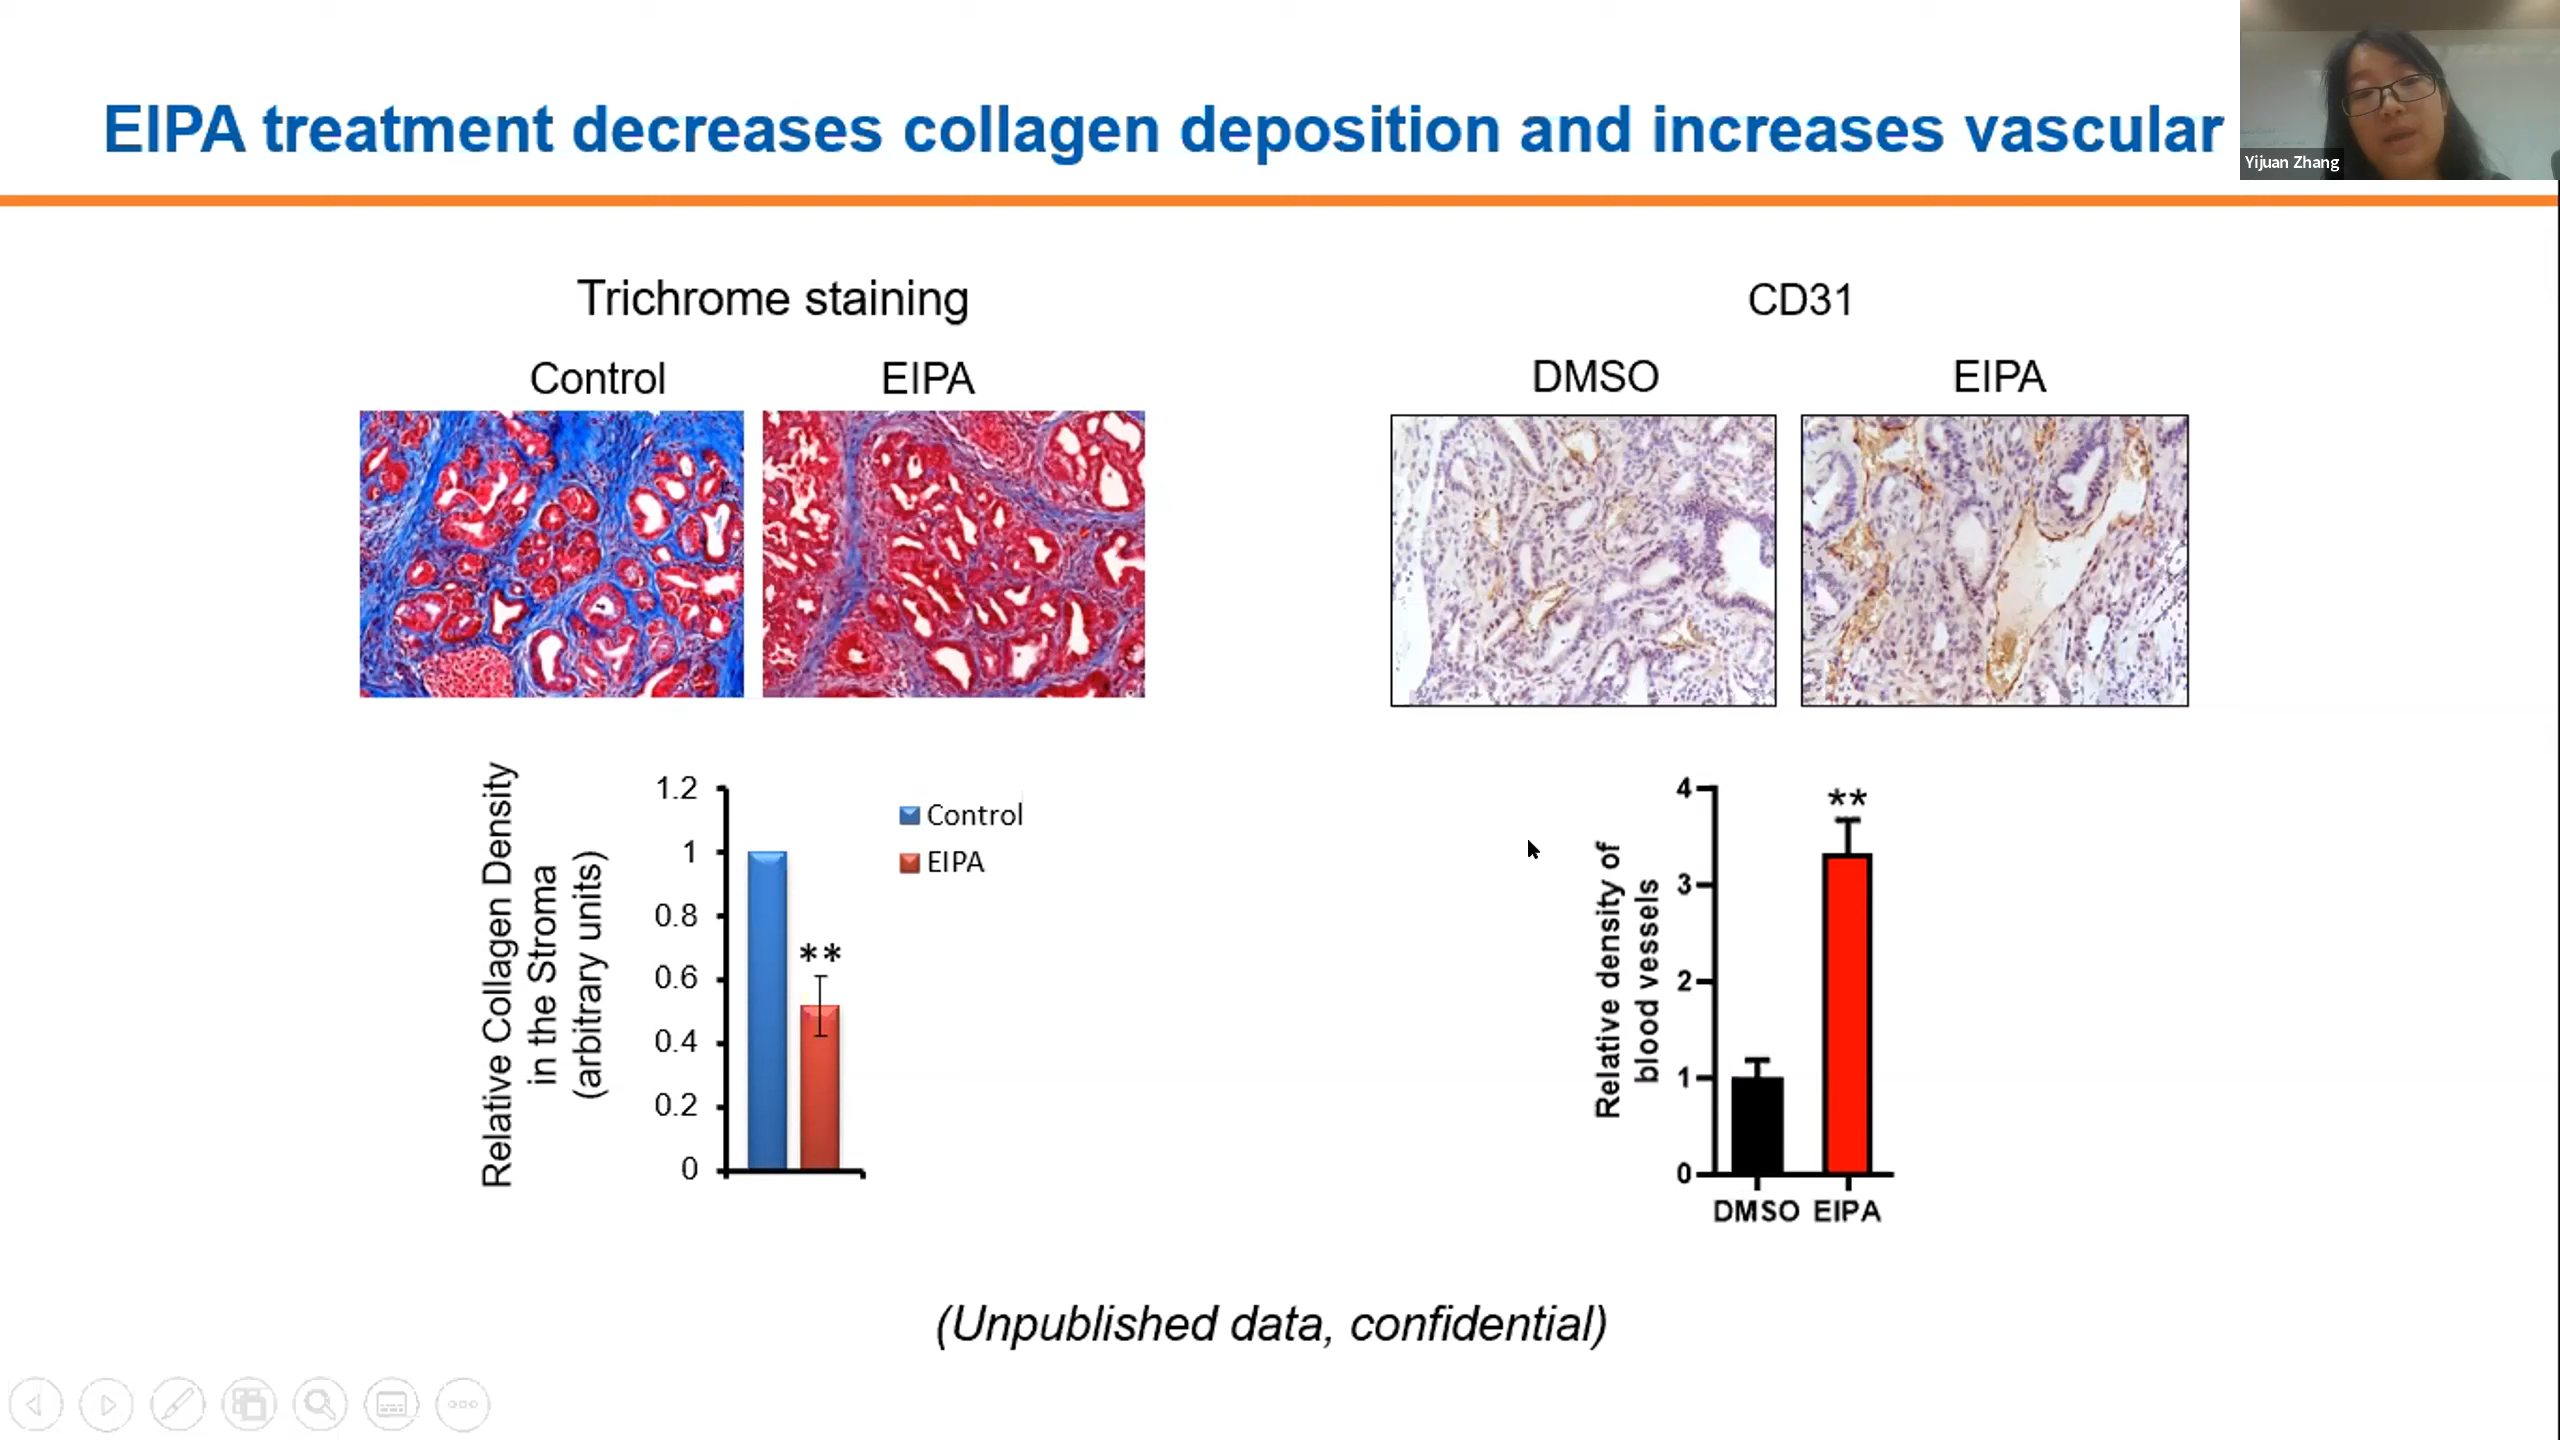 EIPA treatment decreases collagen deposition and increases vascular
Yijuan Zhang
Trichrome staining
Control
EIPA
CD31
DMSO
EIPA
Relative Collagen Density
in the Stroma
(arbitrary units)
1.2
1
0.8
0.6
0.4
0.2
0
**
Control
EIPA
Relative density of
blood vessels
4
3
2
1
0
**
DMSO EIPA
(Unpublished data, confidential)